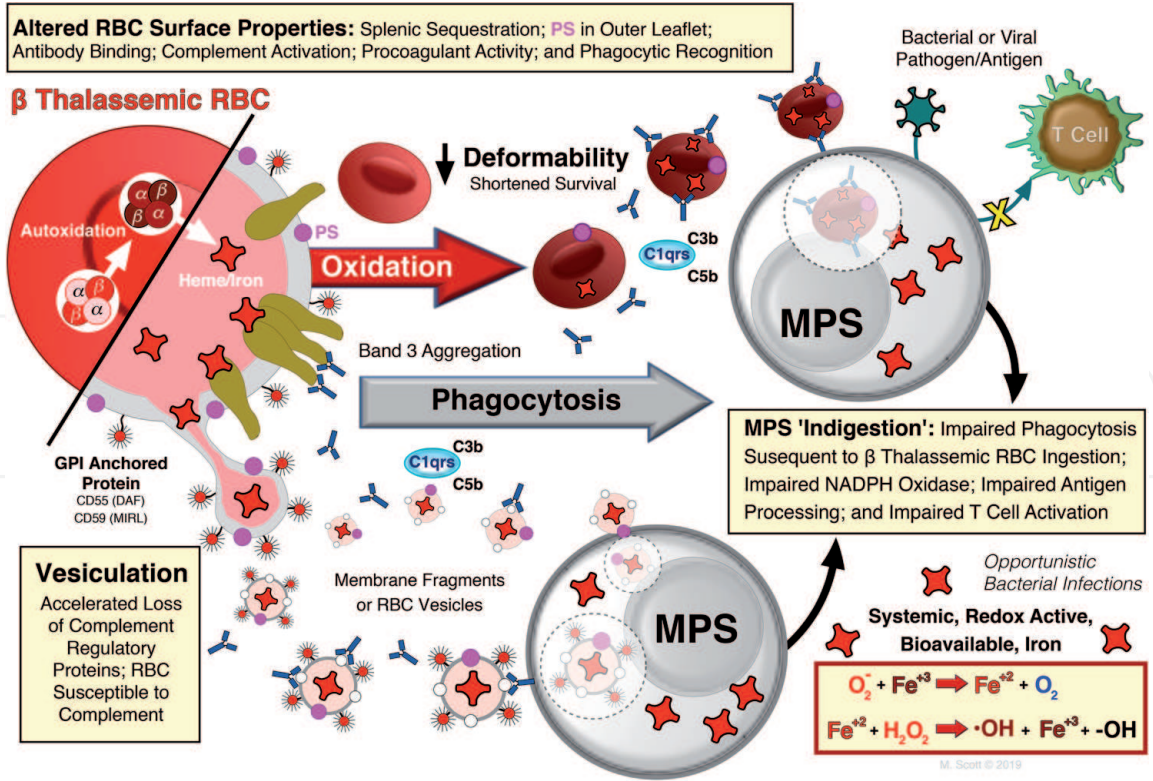 Altered RBC Surface Properties: Splenic Sequestration; PS in Outer Leaflet;
Antibody Binding; Complement Activation; Procoagulant Activity; and Phagocytic Recognition
Bacterial or Viral
Pathogen/Antigen
β Thalassemic RBC
T Cell
Deformability
Shortened Survival
α β
β α
Autoxidation
PS
X
C3b
C1qrs
C5b
Heme/Iron
Oxidation
α β
β α
MPS
Band 3 Aggregation
Phagocytosis
MPS 'Indigestion': Impaired Phagocytosis
Susequent to β Thalassemic RBC Ingestion;
Impaired NADPH Oxidase; Impaired Antigen
Processing; and Impaired T Cell Activation
C3b
C1qrs
C5b
GPI Anchored
Protein
CD55 (DAF)
CD59 (MIRL)
Vesiculation
Accelerated Loss
of Complement
Regulatory
Proteins; RBC
Susceptible to
Complement
Membrane Fragments
or RBC Vesicles
MPS
Opportunistic
Bacterial Infections
Systemic, Redox Active,
Bioavailable, Iron
O₂⁻ + Fe⁺³ ➡ Fe⁺² + O₂
Fe⁺² + H₂O₂ ➡ •OH + Fe⁺³ + -OH
M. Scott © 2019